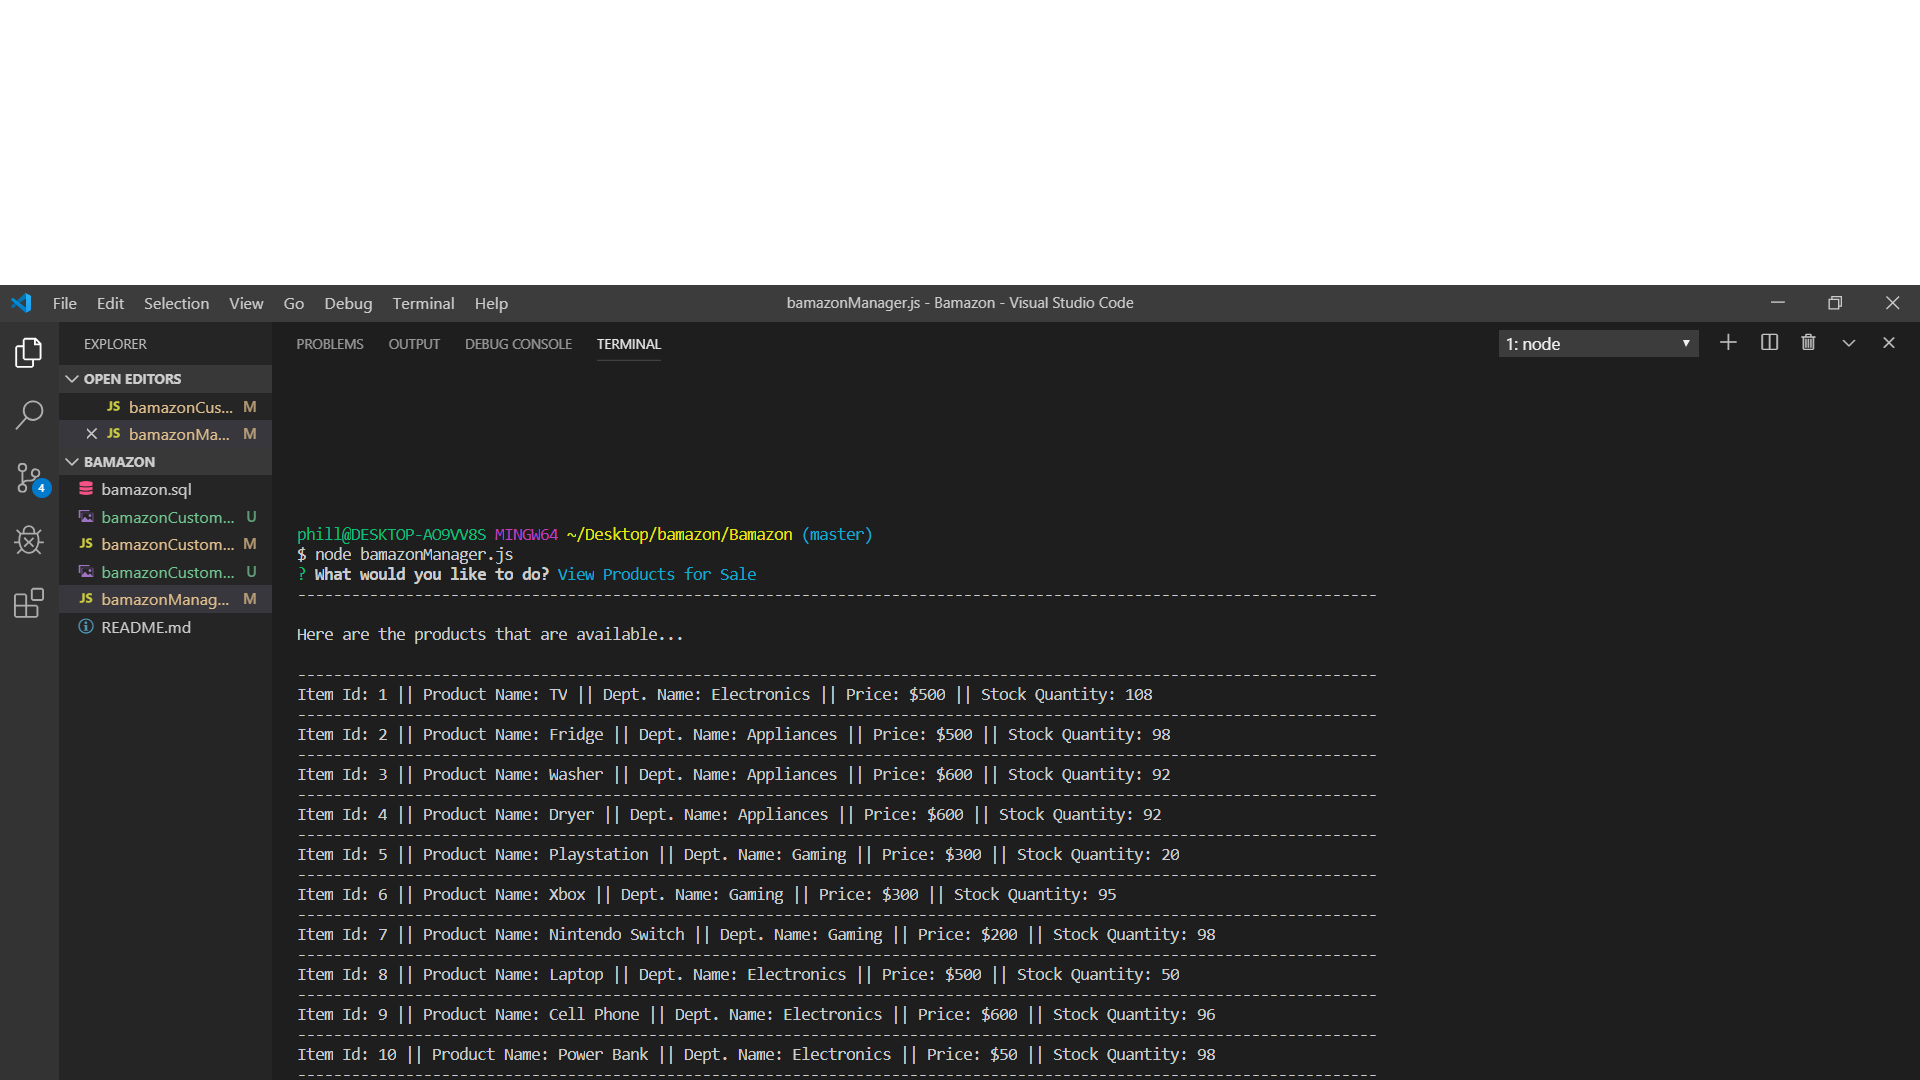 File Edit Selection View Go Debug Terminal Help bamazonManager.js - Bamazon - Visual Studio Code
EXPLORER
OPEN EDITORS
JS bamazonCus... M
JS bamazonMa... M
BAMAZON
bamazon.sql
bamazonCustom... U
JS bamazonCustom... M
bamazonCustom... U
JS bamazonManag... M
README.md
4
PROBLEMS OUTPUT DEBUG CONSOLE TERMINAL 1: node
phill@DESKTOP-AO9VV8S MINGW64 ~/Desktop/bamazon/Bamazon (master)
$ node bamazonManager.js
? What would you like to do? View Products for Sale
------------------------------------------------------------------------------------------------------------------------
Here are the products that are available...
------------------------------------------------------------------------------------------------------------------------
Item Id: 1 || Product Name: TV || Dept. Name: Electronics || Price: $500 || Stock Quantity: 108
------------------------------------------------------------------------------------------------------------------------
Item Id: 2 || Product Name: Fridge || Dept. Name: Appliances || Price: $500 || Stock Quantity: 98
------------------------------------------------------------------------------------------------------------------------
Item Id: 3 || Product Name: Washer || Dept. Name: Appliances || Price: $600 || Stock Quantity: 92
------------------------------------------------------------------------------------------------------------------------
Item Id: 4 || Product Name: Dryer || Dept. Name: Appliances || Price: $600 || Stock Quantity: 92
------------------------------------------------------------------------------------------------------------------------
Item Id: 5 || Product Name: Playstation || Dept. Name: Gaming || Price: $300 || Stock Quantity: 20
------------------------------------------------------------------------------------------------------------------------
Item Id: 6 || Product Name: Xbox || Dept. Name: Gaming || Price: $300 || Stock Quantity: 95
------------------------------------------------------------------------------------------------------------------------
Item Id: 7 || Product Name: Nintendo Switch || Dept. Name: Gaming || Price: $200 || Stock Quantity: 98
------------------------------------------------------------------------------------------------------------------------
Item Id: 8 || Product Name: Laptop || Dept. Name: Electronics || Price: $500 || Stock Quantity: 50
------------------------------------------------------------------------------------------------------------------------
Item Id: 9 || Product Name: Cell Phone || Dept. Name: Electronics || Price: $600 || Stock Quantity: 96
------------------------------------------------------------------------------------------------------------------------
Item Id: 10 || Product Name: Power Bank || Dept. Name: Electronics || Price: $50 || Stock Quantity: 98
------------------------------------------------------------------------------------------------------------------------